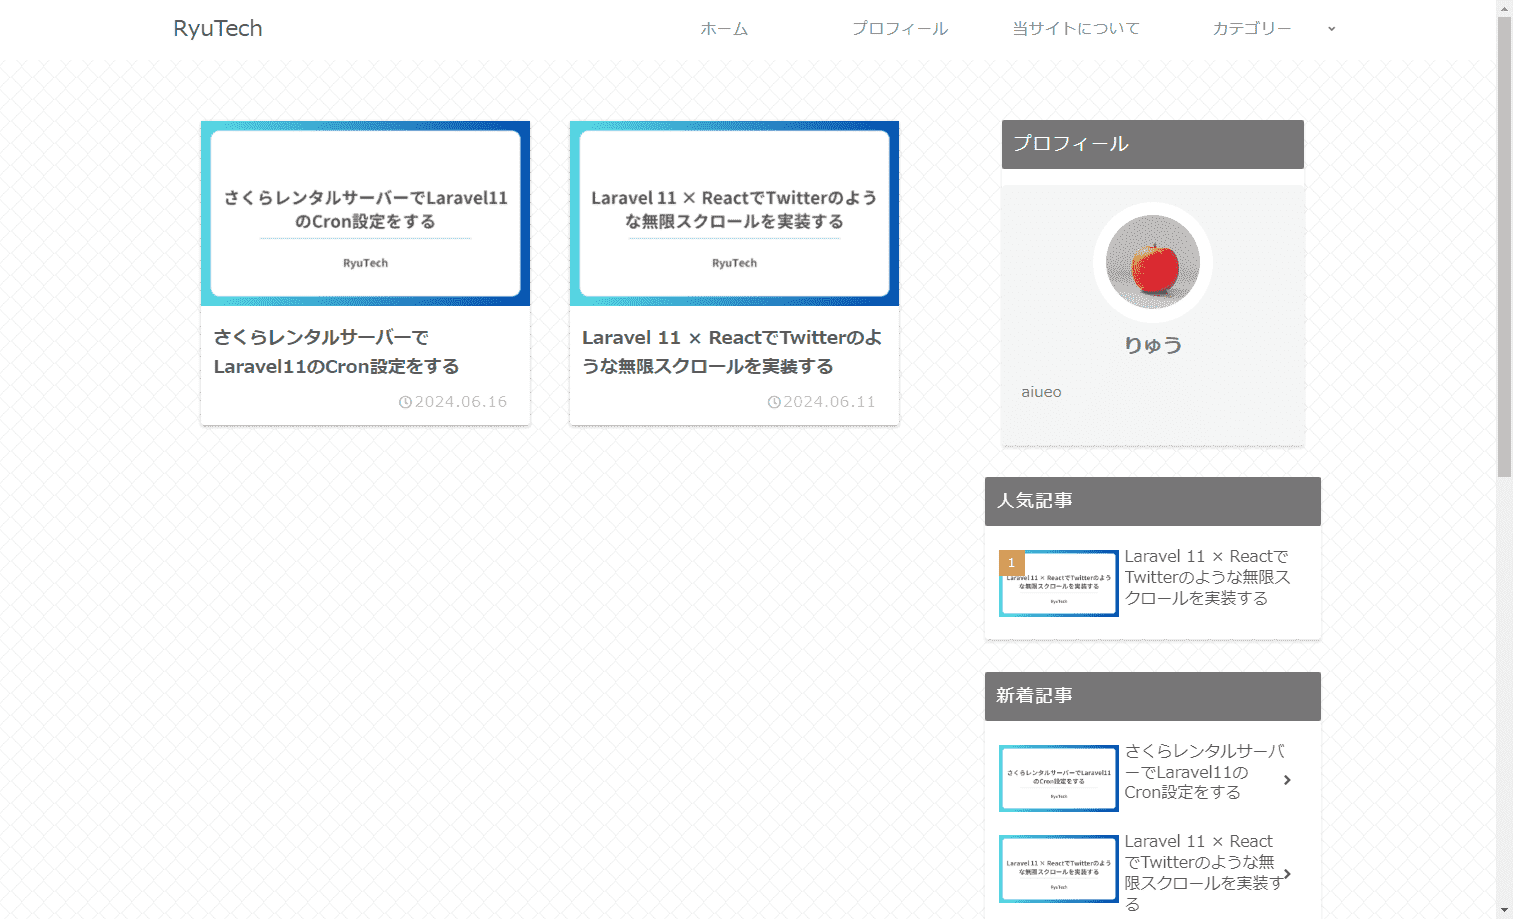 RyuTech
ホーム
プロフィール
当サイトについて
カテゴリー
さくらレンタルサーバーでLaravel11
のCron設定をする
RyuTech
さくらレンタルサーバーで
Laravel11のCron設定をする
2024.06.16
Laravel 11 × ReactでTwitterのよう
な無限スクロールを実装する
RyuTech
Laravel 11 × ReactでTwitterのよ
うな無限スクロールを実装する
2024.06.11
プロフィール
りゅう
aiueo
人気記事
1
Laravel 11 × ReactでTwitterのよう
な無限スクロールを実装する
RyuTech
Laravel 11 × Reactで
Twitterのような無限ス
クロールを実装する
新着記事
さくらレンタルサーバーでLaravel11
のCron設定をする
RyuTech
さくらレンタルサーバ
ーでLaravel11の
Cron設定をする
Laravel 11 × ReactでTwitterのよう
な無限スクロールを実装する
RyuTech
Laravel 11 × React
でTwitterのような無
限スクロールを実装す
る